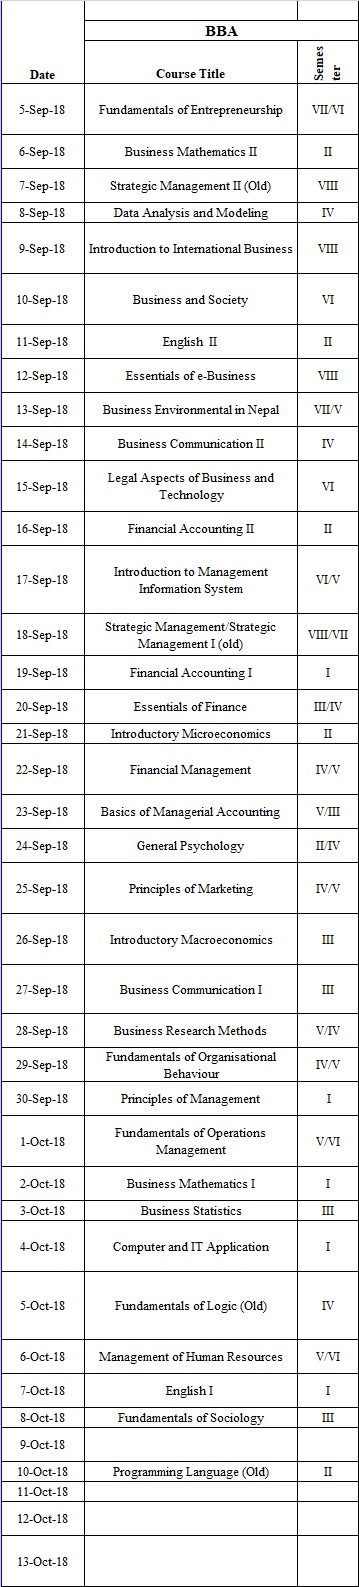 BBA
Date Course Title Semes
ter
5-Sep-18 Fundamentals of Entrepreneurship VII/VI
6-Sep-18 Business Mathematics II II
7-Sep-18 Strategic Management II (Old) VIII
8-Sep-18 Data Analysis and Modeling IV
9-Sep-18 Introduction to International Business VIII
10-Sep-18 Business and Society VI
11-Sep-18 English II II
12-Sep-18 Essentials of e-Business VIII
13-Sep-18 Business Environmental in Nepal VII/V
14-Sep-18 Business Communication II IV
Legal Aspects of Business and
15-Sep-18 VI
Technology
16-Sep-18 Financial Accounting II II
Introduction to Management
17-Sep-18 VI/V
Information System
Strategic Management/Strategic
18-Sep-18 VIII/VII
Management I (old)
19-Sep-18 Financial Accounting I I
20-Sep-18 Essentials of Finance III/IV
21-Sep-18 Introductory Microeconomics II
22-Sep-18 Financial Management IV/V
23-Sep-18 Basics of Managerial Accounting V/III
24-Sep-18 General Psychology II/IV
25-Sep-18 Principles of Marketing IV/V
26-Sep-18 Introductory Macroeconomics III
27-Sep-18 Business Communication I III
28-Sep-18 Business Research Methods V/IV
Fundamentals of Organisational
29-Sep-18 IV/V
Behaviour
30-Sep-18 Principles of Management I
Fundamentals of Operations
1-Oct-18 V/VI
Management
2-Oct-18 Business Mathematics I I
3-Oct-18 Business Statistics III
4-Oct-18 Computer and IT Application I
5-Oct-18 Fundamentals of Logic (Old) IV
6-Oct-18 Management of Human Resources V/VI
7-Oct-18 English I I
8-Oct-18 Fundamentals of Sociology III
9-Oct-18
10-Oct-18 Programming Language (Old) II
11-Oct-18
12-Oct-18
13-Oct-18